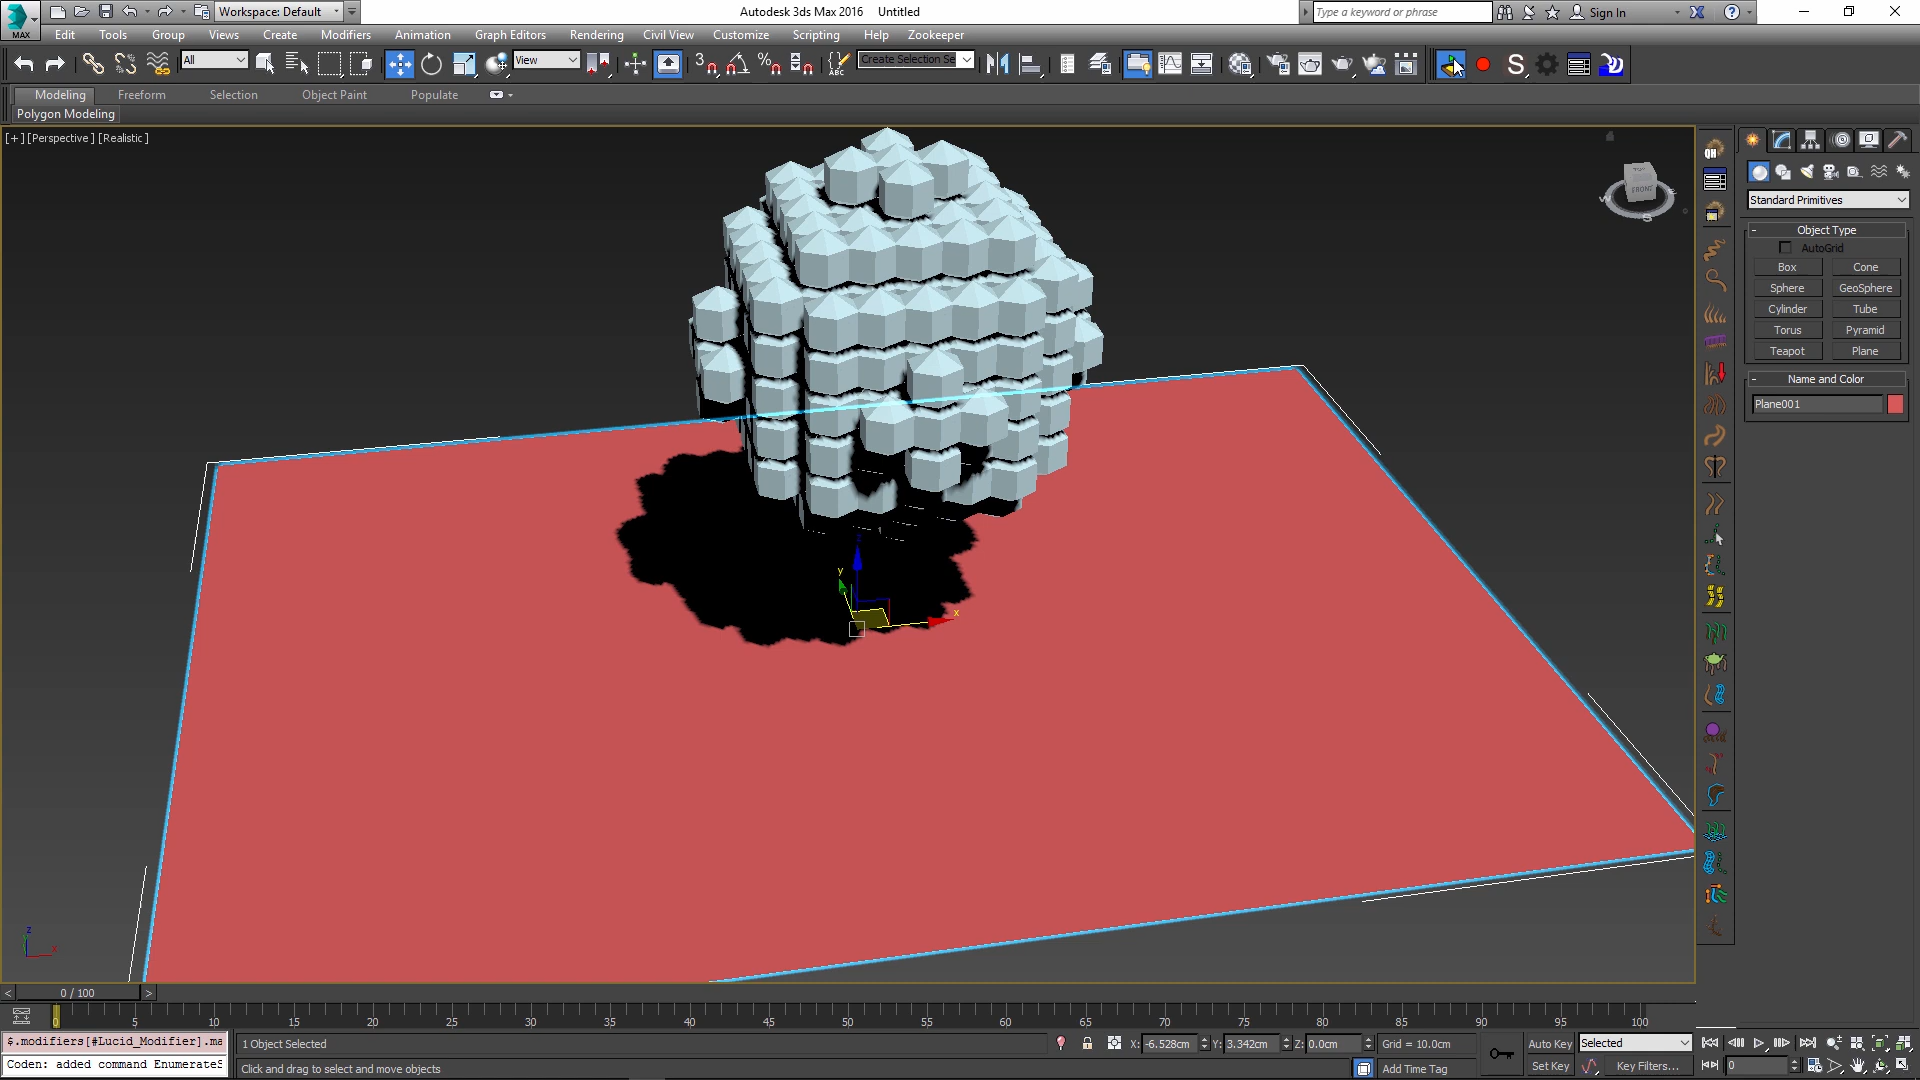 Workspace: Default
Autodesk 3ds Max 2016 Untitled
Type a keyword or phrase
Sign In
MAX
Edit Tools Group Views Create Modifiers Animation Graph Editors Rendering Civil View Customize Scripting Help Zookeeper
All
View
3
ABC
Create Selection Se
S
Modeling Freeform Selection Object Paint Populate
Polygon Modeling
[+] [Perspective] [Realistic]
FRONT
W
S
QH
Standard Primitives
- Object Type
AutoGrid
Box Cone
Sphere GeoSphere
Cylinder Tube
Torus Pyramid
Teapot Plane
- Name and Color
Plane001
z
y
x
z
x
< 0 / 100 >
0 5 10 15 20 25 30 35 40 45 50 55 60 65 70 75 80 85 90 95 100
$.modifiers[#Lucid_Modifier].ma
1 Object Selected
X: -6.528cm Y: 3.342cm Z: 0.0cm
Grid = 10.0cm
Auto Key
Selected
Coden: added command EnumerateS
Click and drag to select and move objects
Add Time Tag
Set Key
Key Filters...
0